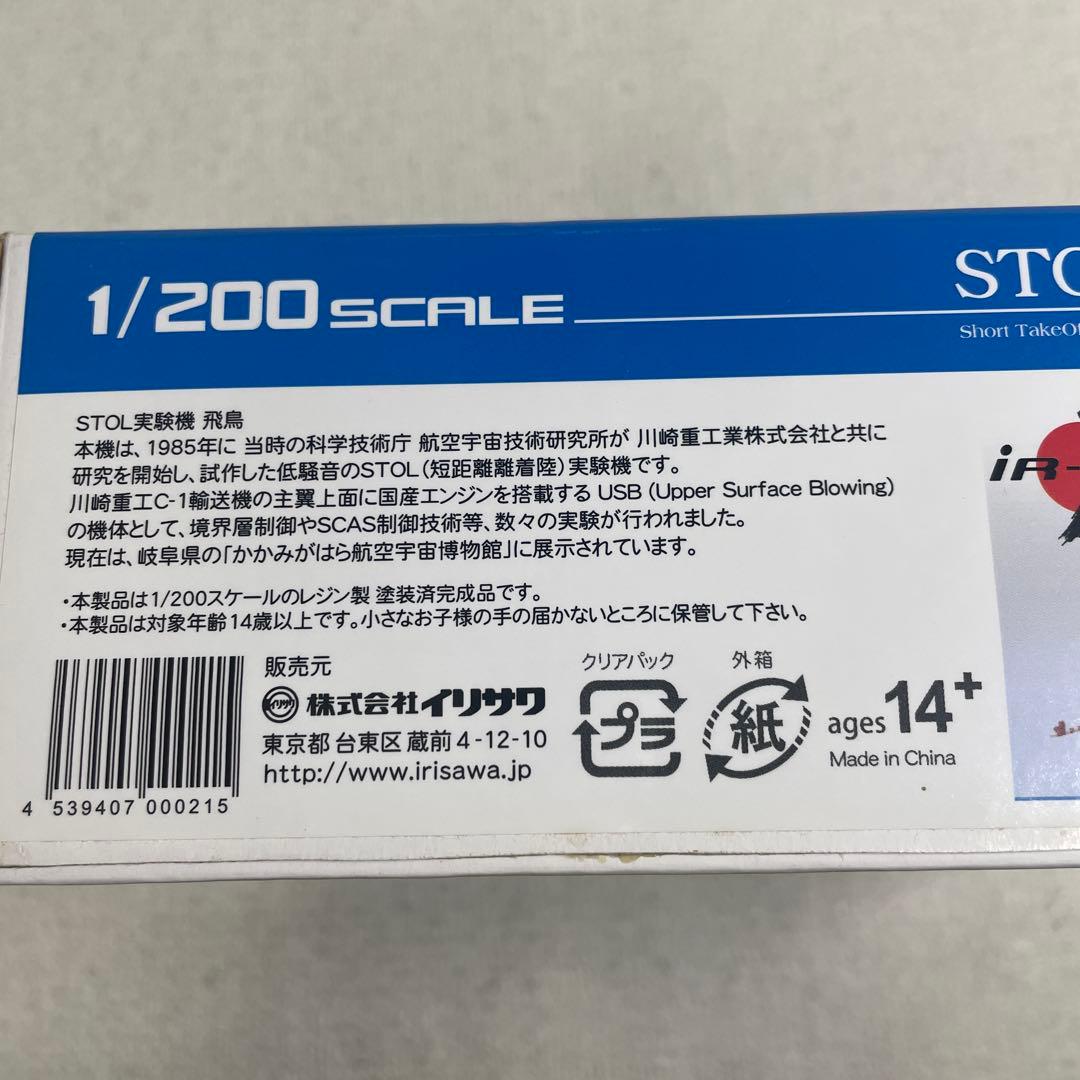 1/200 SCALE
STO
Short TakeOf
STOL実験機 飛鳥
本機は、1985年に 当時の科学技術庁 航空宇宙技術研究所が 川崎重工業株式会社と共に
研究を開始し、試作した低騒音のSTOL(短距離離着陸)実験機です。
川崎重工C-1輸送機の主翼上面に国産エンジンを搭載する USB (Upper Surface Blowing)
の機体として、境界層制御やSCAS制御技術等、数々の実験が行われました。
現在は、岐阜県の「かかみがはら航空宇宙博物館」に展示されています。
・本製品は1/200スケールのレジン製 塗装済完成品です。
・本製品は対象年齢14歳以上です。小さなお子様の手の届かないところに保管して下さい。
iR-
4 539407 000215
販売元
イリサワ 株式会社イリサワ
東京都 台東区 蔵前 4-12-10
http://www.irisawa.jp
クリアパック
プラ
外箱
紙
ages 14+
Made in China